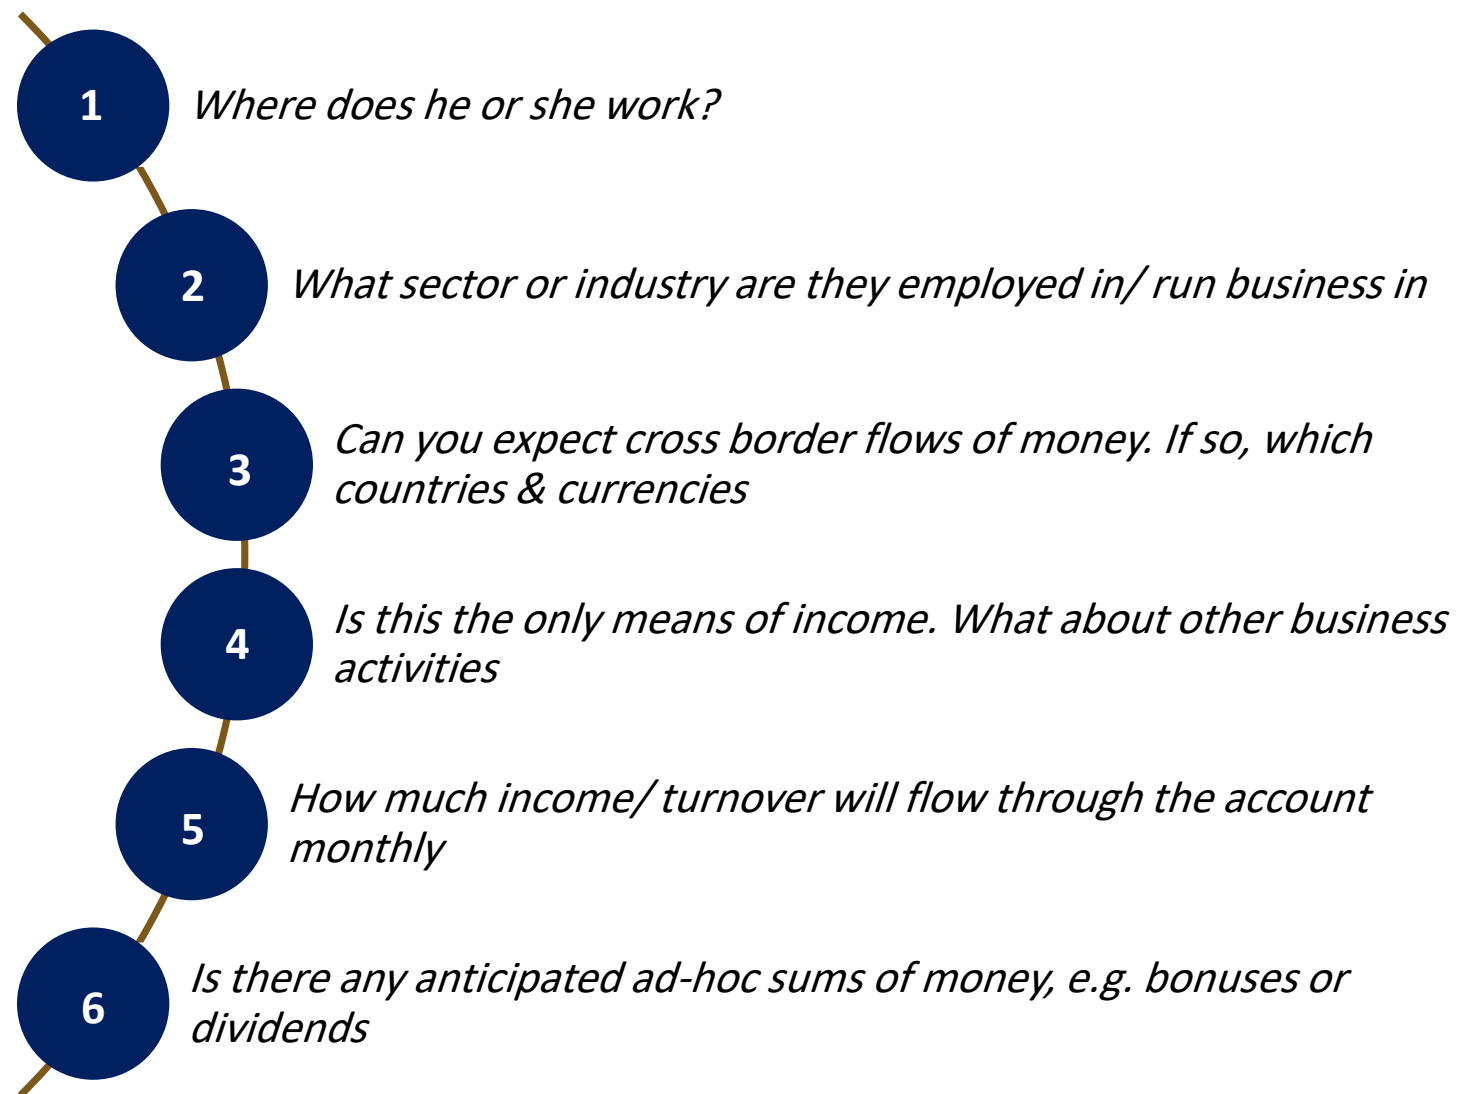 1
Where does he or she work?
2
What sector or industry are they employed in/ run business in
3
Can you expect cross border flows of money. If so, which
countries & currencies
4
Is this the only means of income. What about other business
activities
5
How much income/ turnover will flow through the account
monthly
6
Is there any anticipated ad-hoc sums of money, e.g. bonuses or
dividends